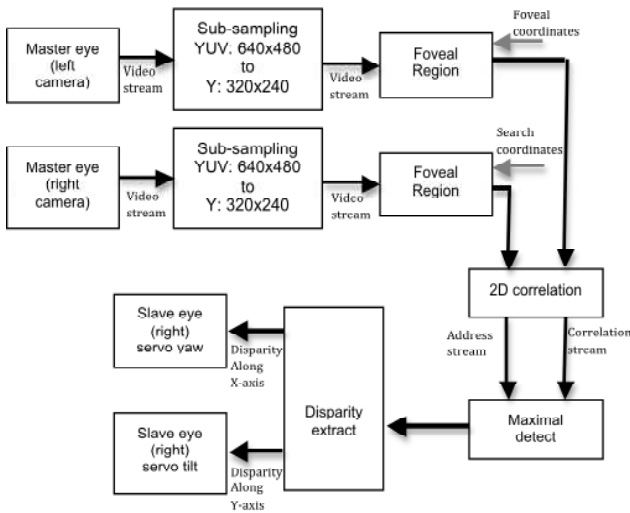 Master eye
(left
camera)
Video
stream
Sub-sampling
YUV: 640x480
to
Y: 320x240
Video
stream
Foveal
Region
Foveal
coordinates
Master eye
(right
camera)
Video
stream
Sub-sampling
YUV: 640x480
to
Y: 320x240
Video
stream
Foveal
Region
Search
coordinates
2D correlation
Address
stream
Correlation
stream
Maximal
detect
Disparity
extract
Disparity
Along
X-axis
Slave eye
(right)
servo yaw
Disparity
Along
Y-axis
Slave eye
(right)
servo tilt